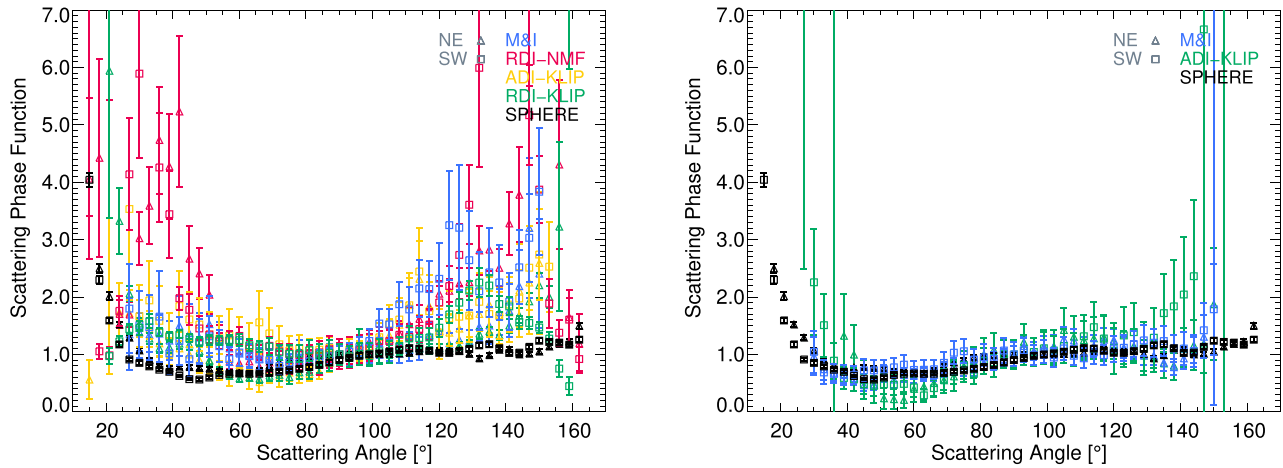 7.0
6.0
5.0
4.0
3.0
2.0
1.0
0.0
Scattering Phase Function
20 40 60 80 100 120 140 160
Scattering Angle [°]
NE M&I
SW RDI−NMF
ADI−KLIP
RDI−KLIP
SPHERE
7.0
6.0
5.0
4.0
3.0
2.0
1.0
0.0
Scattering Phase Function
20 40 60 80 100 120 140 160
Scattering Angle [°]
NE M&I
SW ADI−KLIP
SPHERE